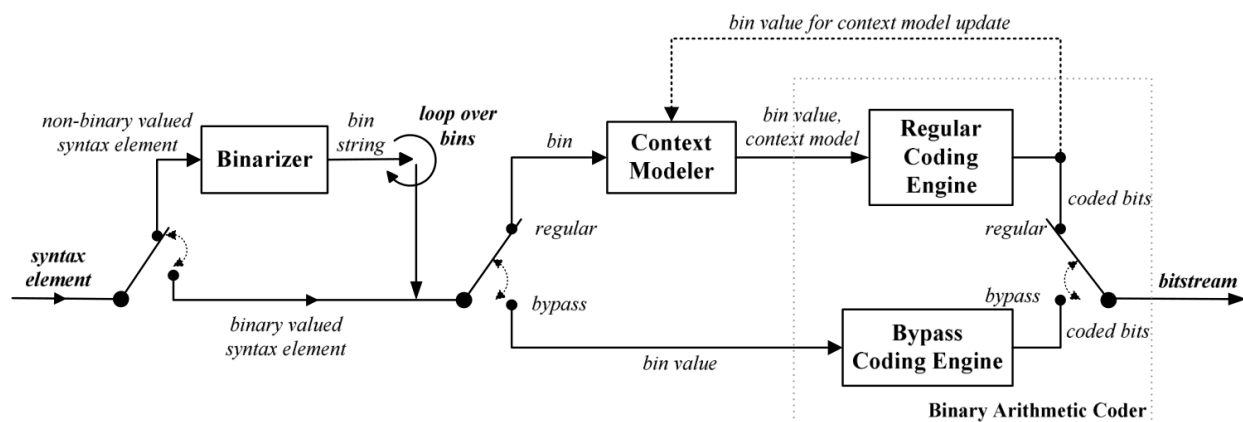 bin value for context model update
non-binary valued
syntax element
Binarizer
bin
string
loop over
bins
bin
Context
Modeler
bin value,
context model
Regular
Coding
Engine
coded bits
regular
regular
syntax
element
bitstream
binary valued
syntax element
bypass
bypass
coded bits
bin value
Bypass
Coding Engine
Binary Arithmetic Coder